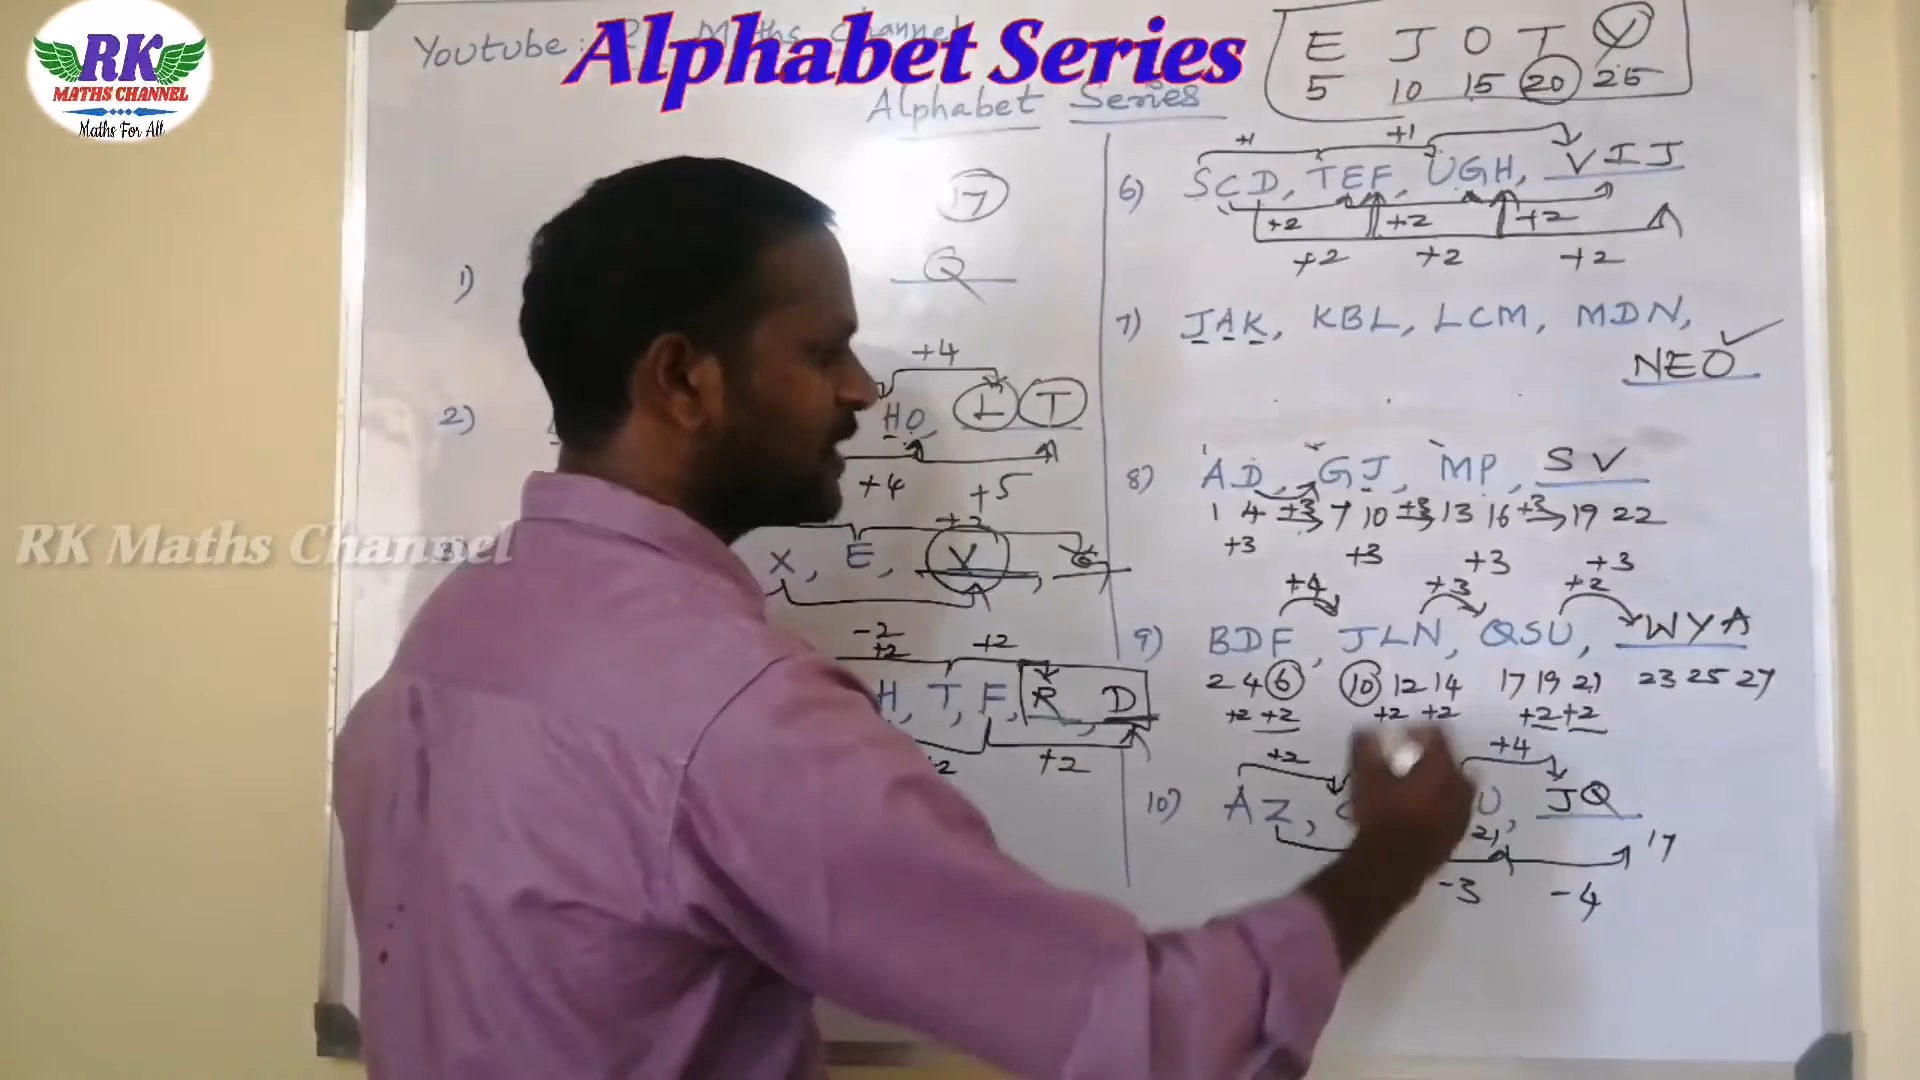 RK
MATHS CHANNEL
Maths For All
Alphabet Series
Youtube :
Maths Channel
Alphabet Series
E J O T Y
5 10 15 20 25
RK Maths Channel
1)
17
Q
2)
+4
HO, L T
+4 +5
+2
X, E, V, G
-2
+2 +2
H, T, F, R, D
+2
6) SCD, TEF, UGH, VIJ
+1 +1
+2 +2 +2
+2 +2 +2
7) JAK, KBL, LCM, MDN,
NEO
8) AD, GJ, MP, SV
1 4 +3 7 10 +3 13 16 +3 19 22
+3 +3 +3 +3
+4 +3 +2
9) BDF, JLN, QSU, WYA
2 4 6 10 12 14 17 19 21 23 25 27
+2 +2 +2 +2 +2 +2
+2 +4
10) AZ, U, JQ
21 17
-3 -4